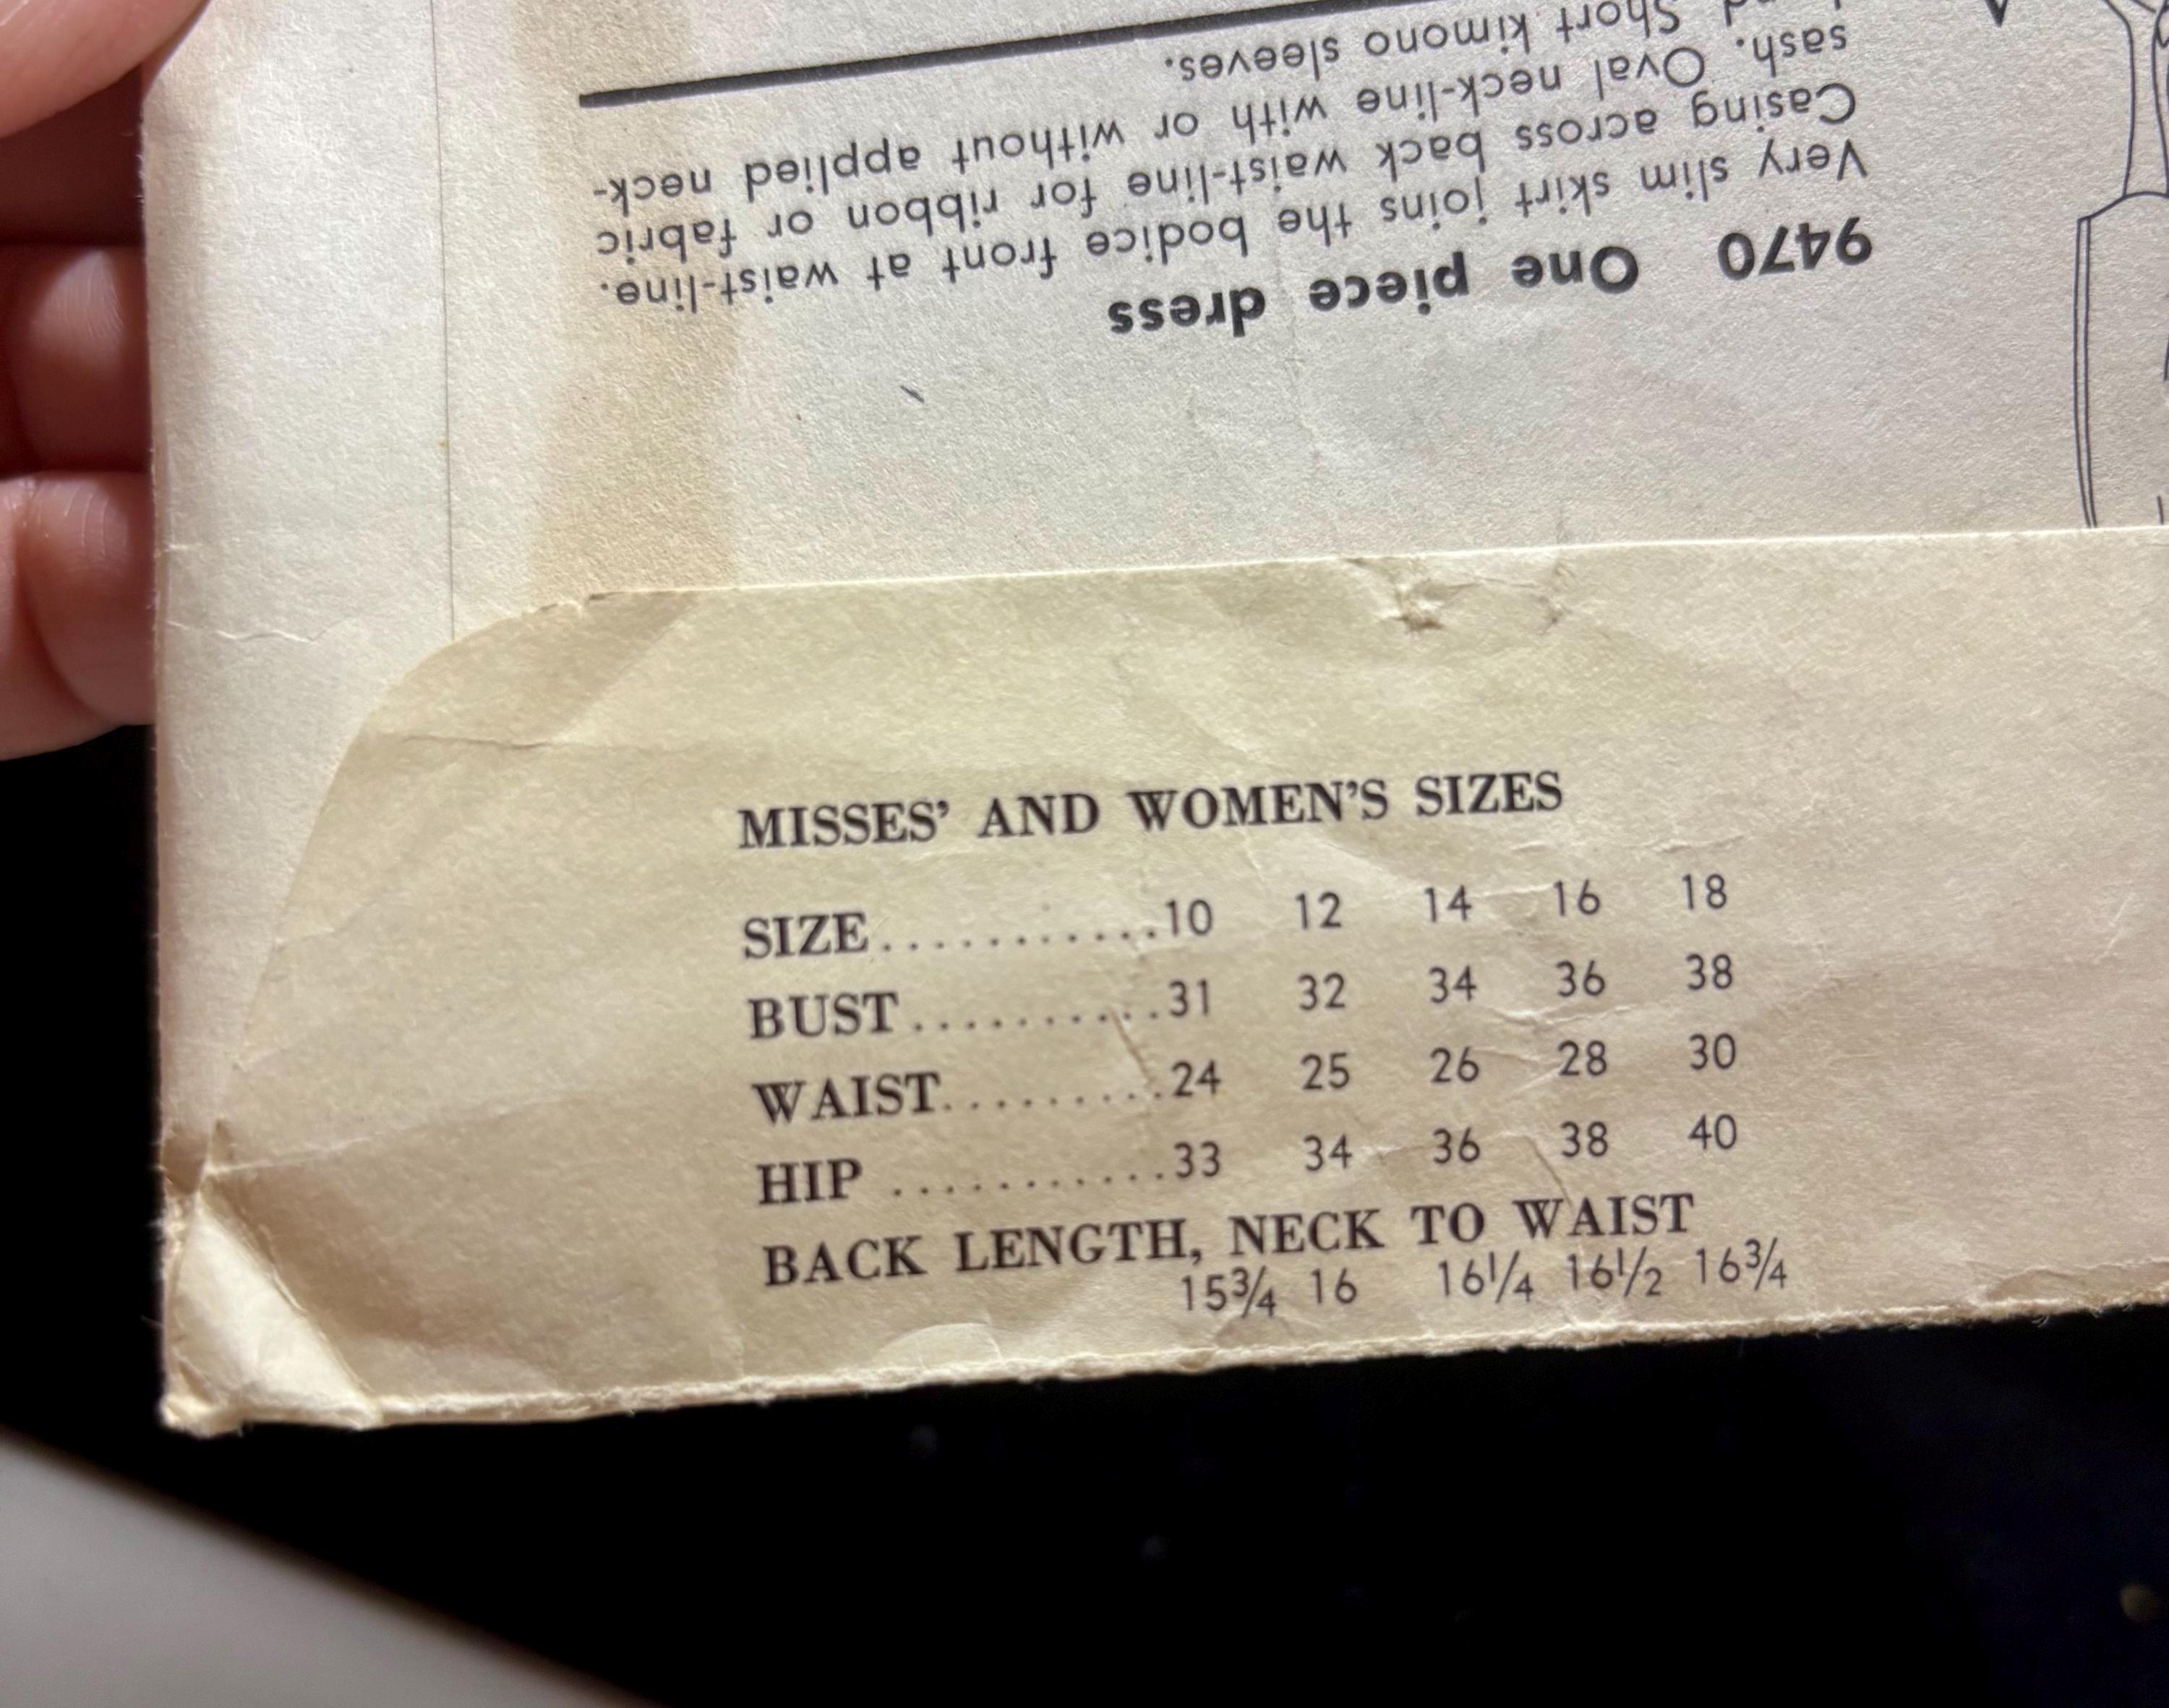 9470 One piece dress
Very slim skirt joins the bodice front at waist-line.
Casing across back waist-line for ribbon or fabric
sash. Oval neck-line with or without applied neck-
Short kimono sleeves.
MISSES' AND WOMEN'S SIZES
SIZE............10 12 14 16 18
BUST..........31 32 34 36 38
WAIST.........24 25 26 28 30
HIP ............33 34 36 38 40
BACK LENGTH, NECK TO WAIST
15¾ 16 16¼ 16½ 16¾